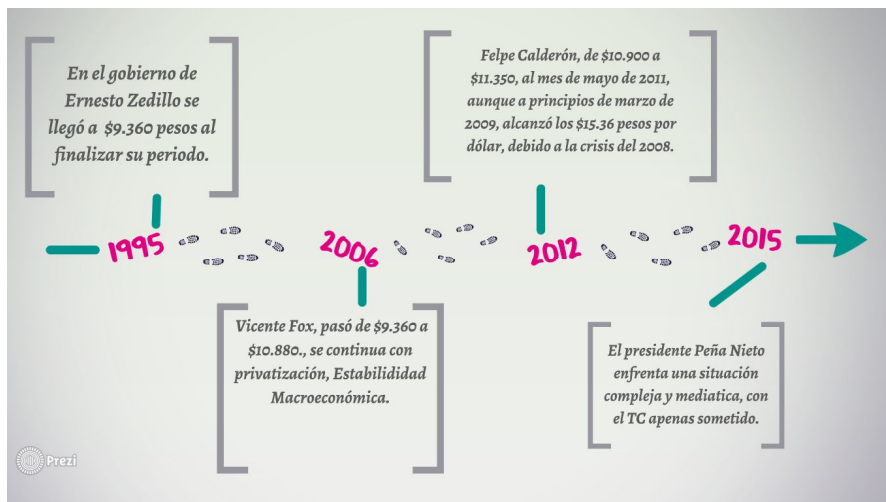 En el gobierno de
Ernesto Zedillo se
llegó a $9.360 pesos al
finalizar su periodo.
Felpe Calderón, de $10.900 a
$11.350, al mes de mayo de 2011,
aunque a principios de marzo de
2009, alcanzó los $15.36 pesos por
dólar, debido a la crisis del 2008.
1995
2006
2012
2015
Vicente Fox, pasó de $9.360 a
$10.880., se continua con
privatización, Estabilididad
Macroeconómica.
El presidente Peña Nieto
enfrenta una situación
compleja y mediatica, con
el TC apenas sometido.
Prezi